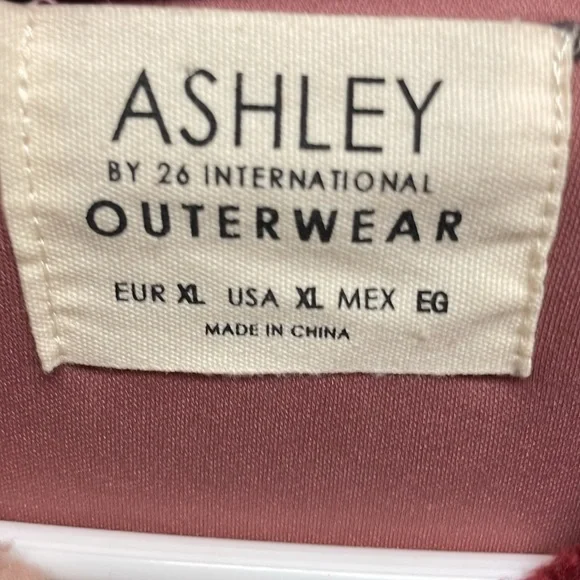 ASHLEY
BY 26 INTERNATIONAL
OUTERWEAR
EUR XL USA XL MEX EG
MADE IN CHINA